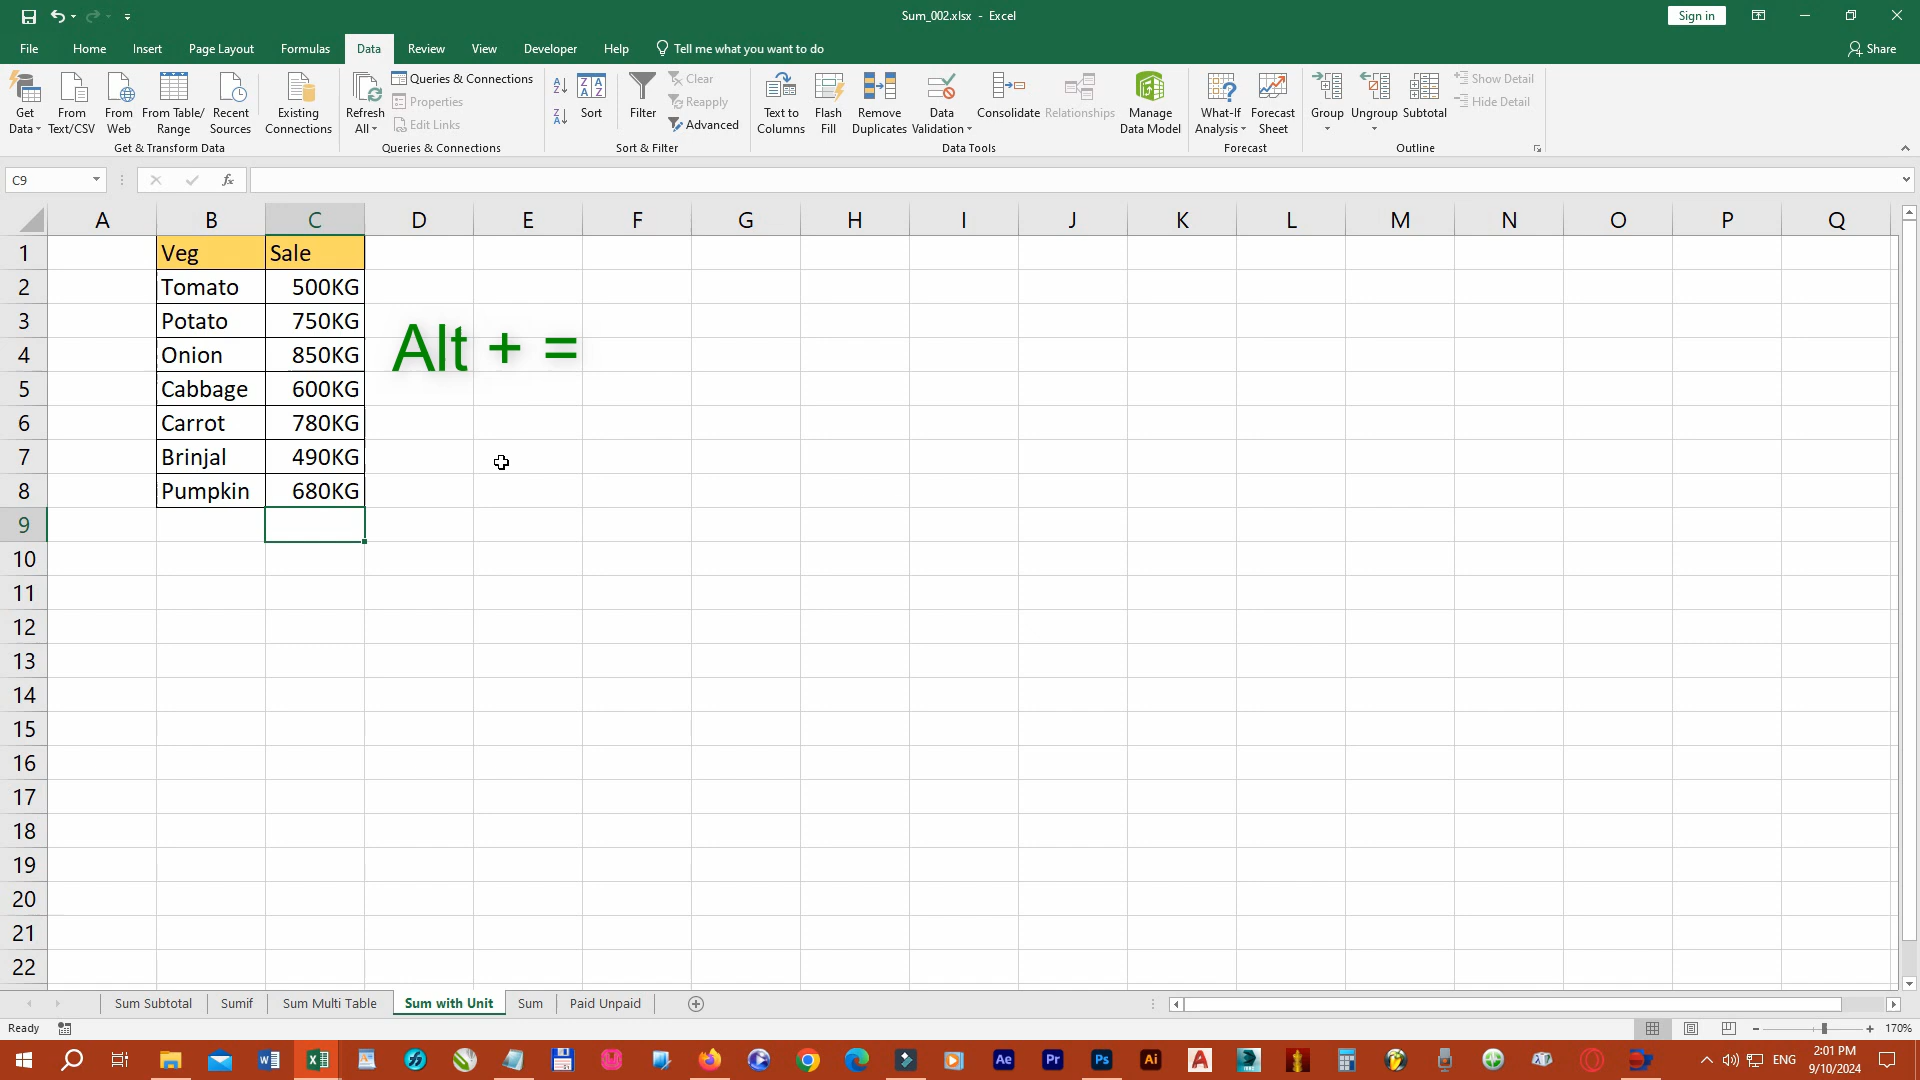 Sum_002.xlsx - Excel
Sign in
File Home Insert Page Layout Formulas Data Review View Developer Help Tell me what you want to do Share
Get Data
From Text/CSV
From Web
From Table/ Range
Recent Sources
Existing Connections
Get & Transform Data
Refresh All
Queries & Connections
Properties
Edit Links
Queries & Connections
Sort
Filter
Clear
Reapply
Advanced
Sort & Filter
Text to Columns
Flash Fill
Remove Duplicates
Data Validation
Consolidate
Relationships
Manage Data Model
Data Tools
What-If Analysis
Forecast Sheet
Forecast
Group
Ungroup
Subtotal
Show Detail
Hide Detail
Outline
C9 fx
A B C D E F G H I J K L M N O P Q
1 Veg Sale
2 Tomato 500KG
3 Potato 750KG
4 Onion 850KG
Alt + =
5 Cabbage 600KG
6 Carrot 780KG
7 Brinjal 490KG
8 Pumpkin 680KG
9
10
11
12
13
14
15
16
17
18
19
20
21
22
Sum Subtotal Sumif Sum Multi Table Sum with Unit Sum Paid Unpaid
Ready 170%
Ae Pr Ps Ai A
ENG
2:01 PM
9/10/2024